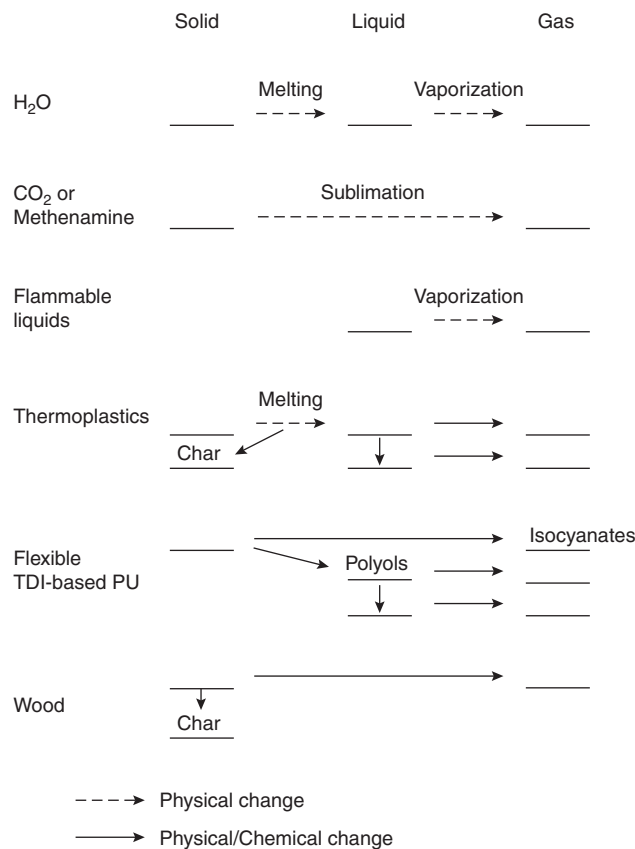 Solid Liquid Gas
Melting Vaporization
H₂O
CO₂ or
Sublimation
Methenamine
Flammable
Vaporization
liquids
Melting
Thermoplastics
Char
Isocyanates
Flexible
Polyols
TDI-based PU
Wood
Char
Physical change
Physical/Chemical change